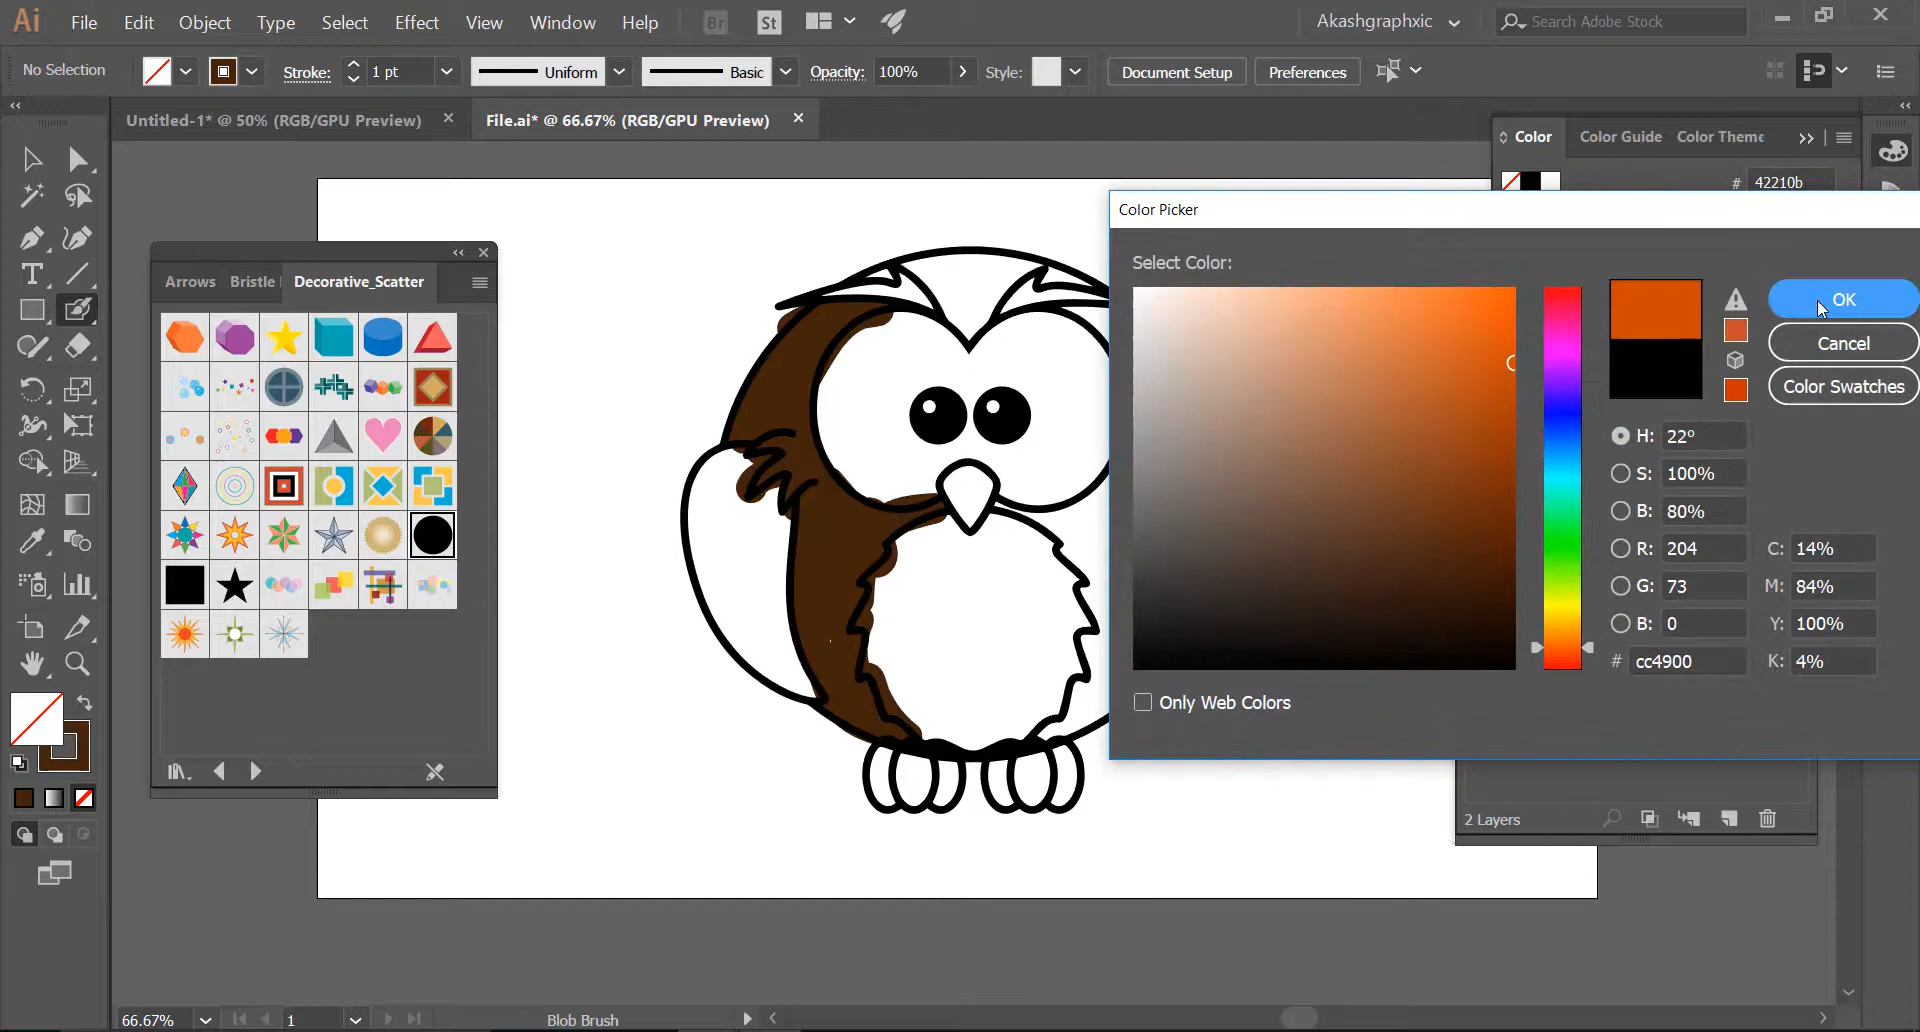 Ai File Edit Object Type Select Effect View Window Help Br St Akashgraphxic Search Adobe Stock
No Selection Stroke: 1 pt Uniform Basic Opacity: 100% Style: Document Setup Preferences
Untitled-1* @ 50% (RGB/GPU Preview) File.ai* @ 66.67% (RGB/GPU Preview)
Color Color Guide Color Theme
# 42210b
Color Picker
Select Color:
Arrows Bristle Decorative_Scatter
OK
Cancel
Color Swatches
H: 22°
S: 100%
B: 80%
R: 204 C: 14%
G: 73 M: 84%
B: 0 Y: 100%
# cc4900 K: 4%
Only Web Colors
2 Layers
66.67% 1 Blob Brush